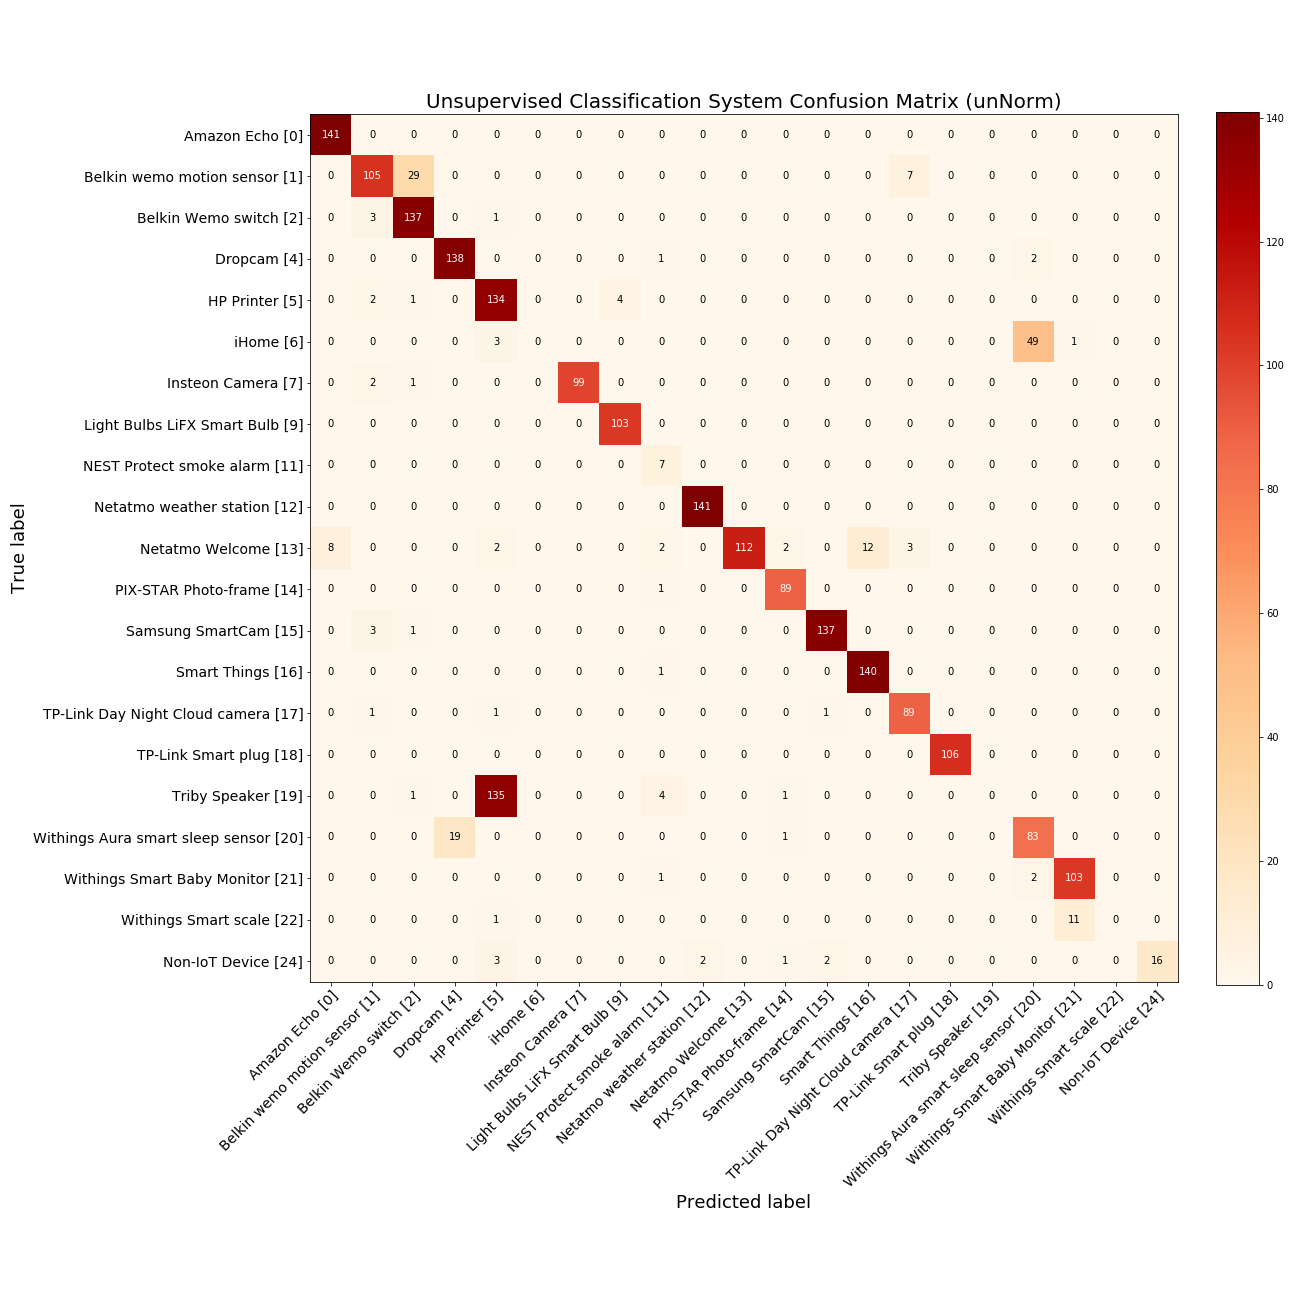 Unsupervised Classification System Confusion Matrix (unNorm)
True label
Amazon Echo [0] 141 0 0 0 0 0 0 0 0 0 0 0 0 0 0 0 0 0 0 0 0
Belkin wemo motion sensor [1] 0 105 29 0 0 0 0 0 0 0 0 0 0 0 7 0 0 0 0 0 0
Belkin Wemo switch [2] 0 3 137 0 1 0 0 0 0 0 0 0 0 0 0 0 0 0 0 0 0
Dropcam [4] 0 0 0 138 0 0 0 0 1 0 0 0 0 0 0 0 0 2 0 0 0
HP Printer [5] 0 2 1 0 134 0 0 4 0 0 0 0 0 0 0 0 0 0 0 0 0
iHome [6] 0 0 0 0 3 0 0 0 0 0 0 0 0 0 0 0 0 49 1 0 0
Insteon Camera [7] 0 2 1 0 0 0 99 0 0 0 0 0 0 0 0 0 0 0 0 0 0
Light Bulbs LiFX Smart Bulb [9] 0 0 0 0 0 0 0 103 0 0 0 0 0 0 0 0 0 0 0 0 0
NEST Protect smoke alarm [11] 0 0 0 0 0 0 0 0 7 0 0 0 0 0 0 0 0 0 0 0 0
Netatmo weather station [12] 0 0 0 0 0 0 0 0 0 141 0 0 0 0 0 0 0 0 0 0 0
Netatmo Welcome [13] 8 0 0 0 2 0 0 0 2 0 112 2 0 12 3 0 0 0 0 0 0
PIX-STAR Photo-frame [14] 0 0 0 0 0 0 0 0 1 0 0 89 0 0 0 0 0 0 0 0 0
Samsung SmartCam [15] 0 3 1 0 0 0 0 0 0 0 0 0 137 0 0 0 0 0 0 0 0
Smart Things [16] 0 0 0 0 0 0 0 0 1 0 0 0 0 140 0 0 0 0 0 0 0
TP-Link Day Night Cloud camera [17] 0 1 0 0 1 0 0 0 0 0 0 0 1 0 89 0 0 0 0 0 0
TP-Link Smart plug [18] 0 0 0 0 0 0 0 0 0 0 0 0 0 0 0 106 0 0 0 0 0
Triby Speaker [19] 0 0 1 0 135 0 0 0 4 0 0 1 0 0 0 0 0 0 0 0 0
Withings Aura smart sleep sensor [20] 0 0 0 19 0 0 0 0 0 0 0 1 0 0 0 0 0 83 0 0 0
Withings Smart Baby Monitor [21] 0 0 0 0 0 0 0 0 1 0 0 0 0 0 0 0 0 2 103 0 0
Withings Smart scale [22] 0 0 0 0 1 0 0 0 0 0 0 0 0 0 0 0 0 0 11 0 0
Non-IoT Device [24] 0 0 0 0 3 0 0 0 0 2 0 1 2 0 0 0 0 0 0 0 16
Amazon Echo [0]
Belkin wemo motion sensor [1]
Belkin Wemo switch [2]
Dropcam [4]
HP Printer [5]
iHome [6]
Insteon Camera [7]
Light Bulbs LiFX Smart Bulb [9]
NEST Protect smoke alarm [11]
Netatmo weather station [12]
Netatmo Welcome [13]
PIX-STAR Photo-frame [14]
Samsung SmartCam [15]
Smart Things [16]
TP-Link Day Night Cloud camera [17]
TP-Link Smart plug [18]
Triby Speaker [19]
Withings Aura smart sleep sensor [20]
Withings Smart Baby Monitor [21]
Withings Smart scale [22]
Non-IoT Device [24]
Predicted label
140
120
100
80
60
40
20
0